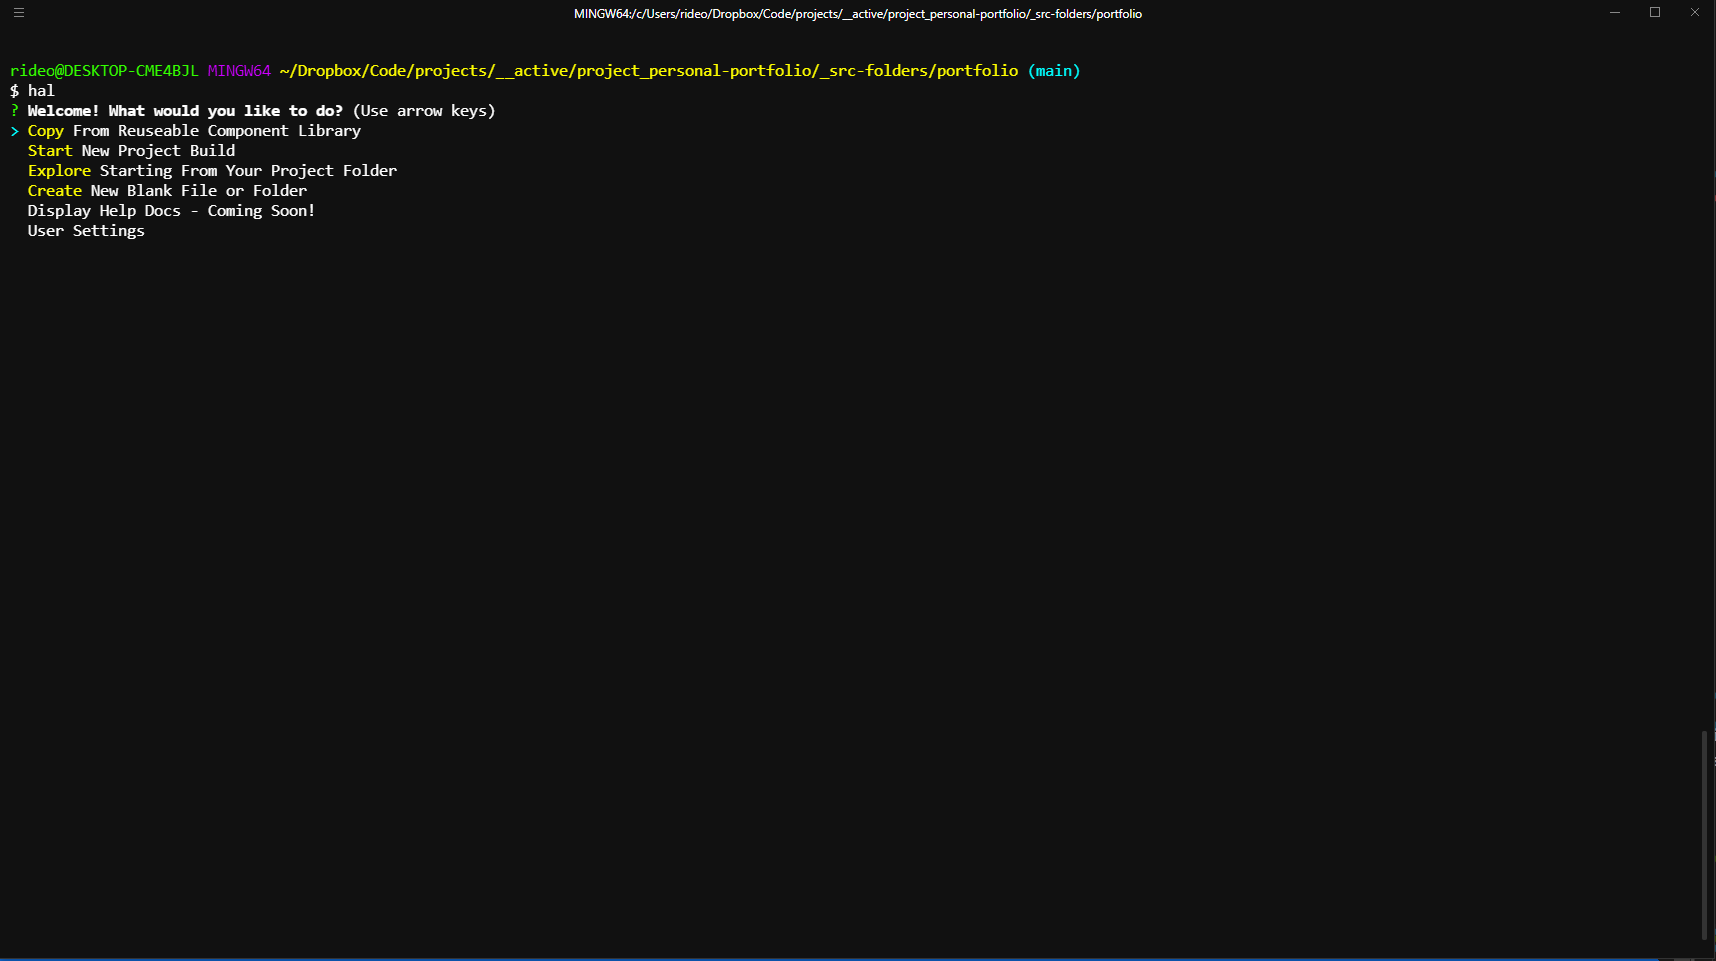 MINGW64:/c/Users/rideo/Dropbox/Code/projects/__active/project_personal-portfolio/_src-folders/portfolio
rideo@DESKTOP-CME4BJL MINGW64 ~/Dropbox/Code/projects/__active/project_personal-portfolio/_src-folders/portfolio (main)
$ hal
? Welcome! What would you like to do? (Use arrow keys)
> Copy From Reuseable Component Library
Start New Project Build
Explore Starting From Your Project Folder
Create New Blank File or Folder
Display Help Docs - Coming Soon!
User Settings